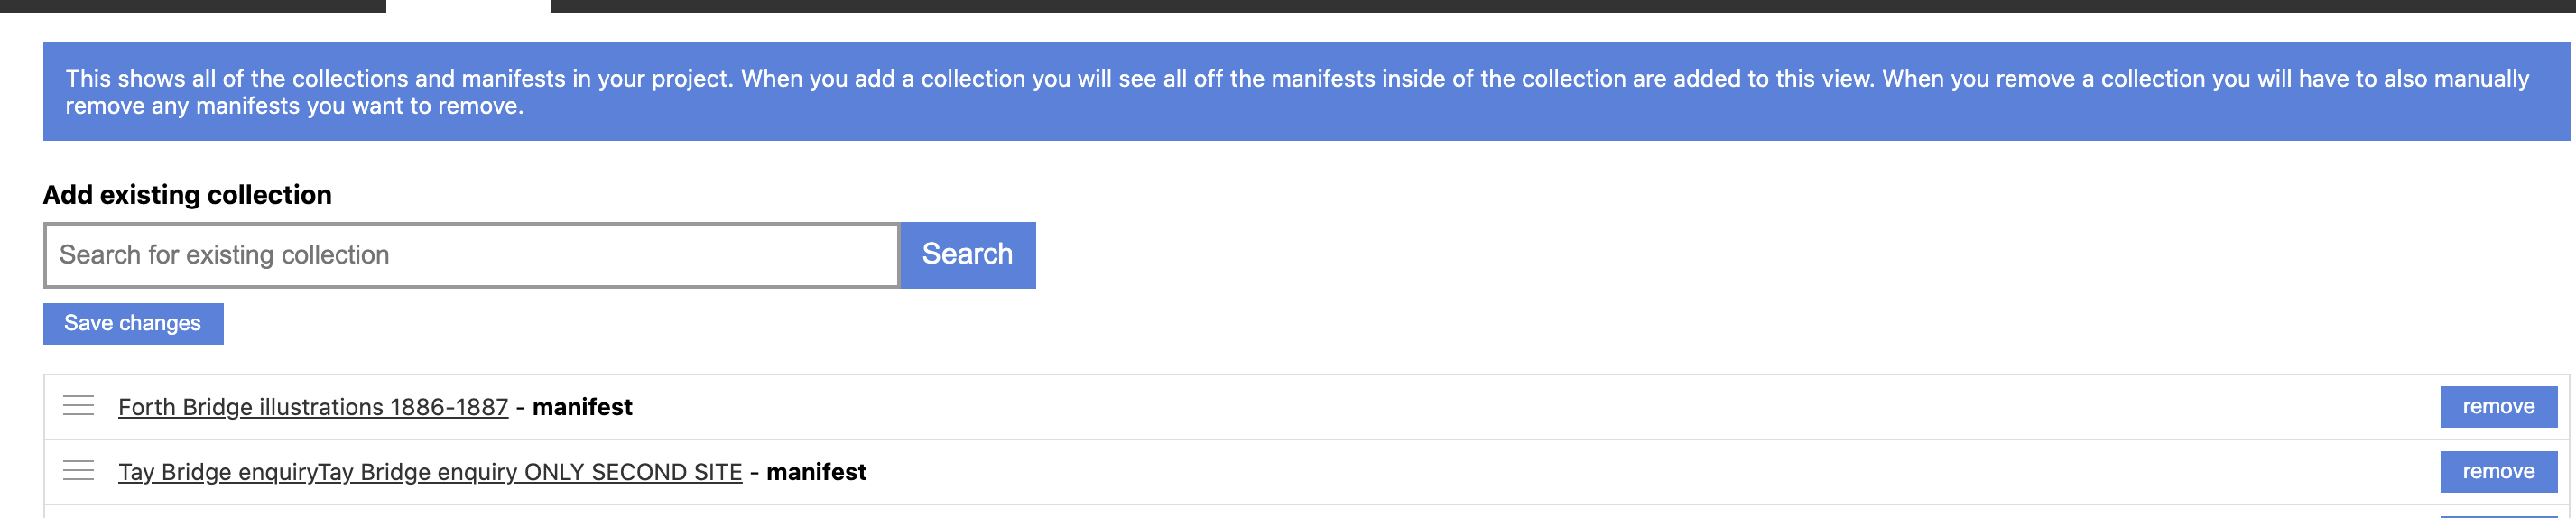 This shows all of the collections and manifests in your project. When you add a collection you will see all off the manifests inside of the collection are added to this view. When you remove a collection you will have to also manually
remove any manifests you want to remove.
Add existing collection
Search for existing collection
Search
Save changes
Forth Bridge illustrations 1886-1887 - manifest
remove
Tay Bridge enquiryTay Bridge enquiry ONLY SECOND SITE - manifest
remove